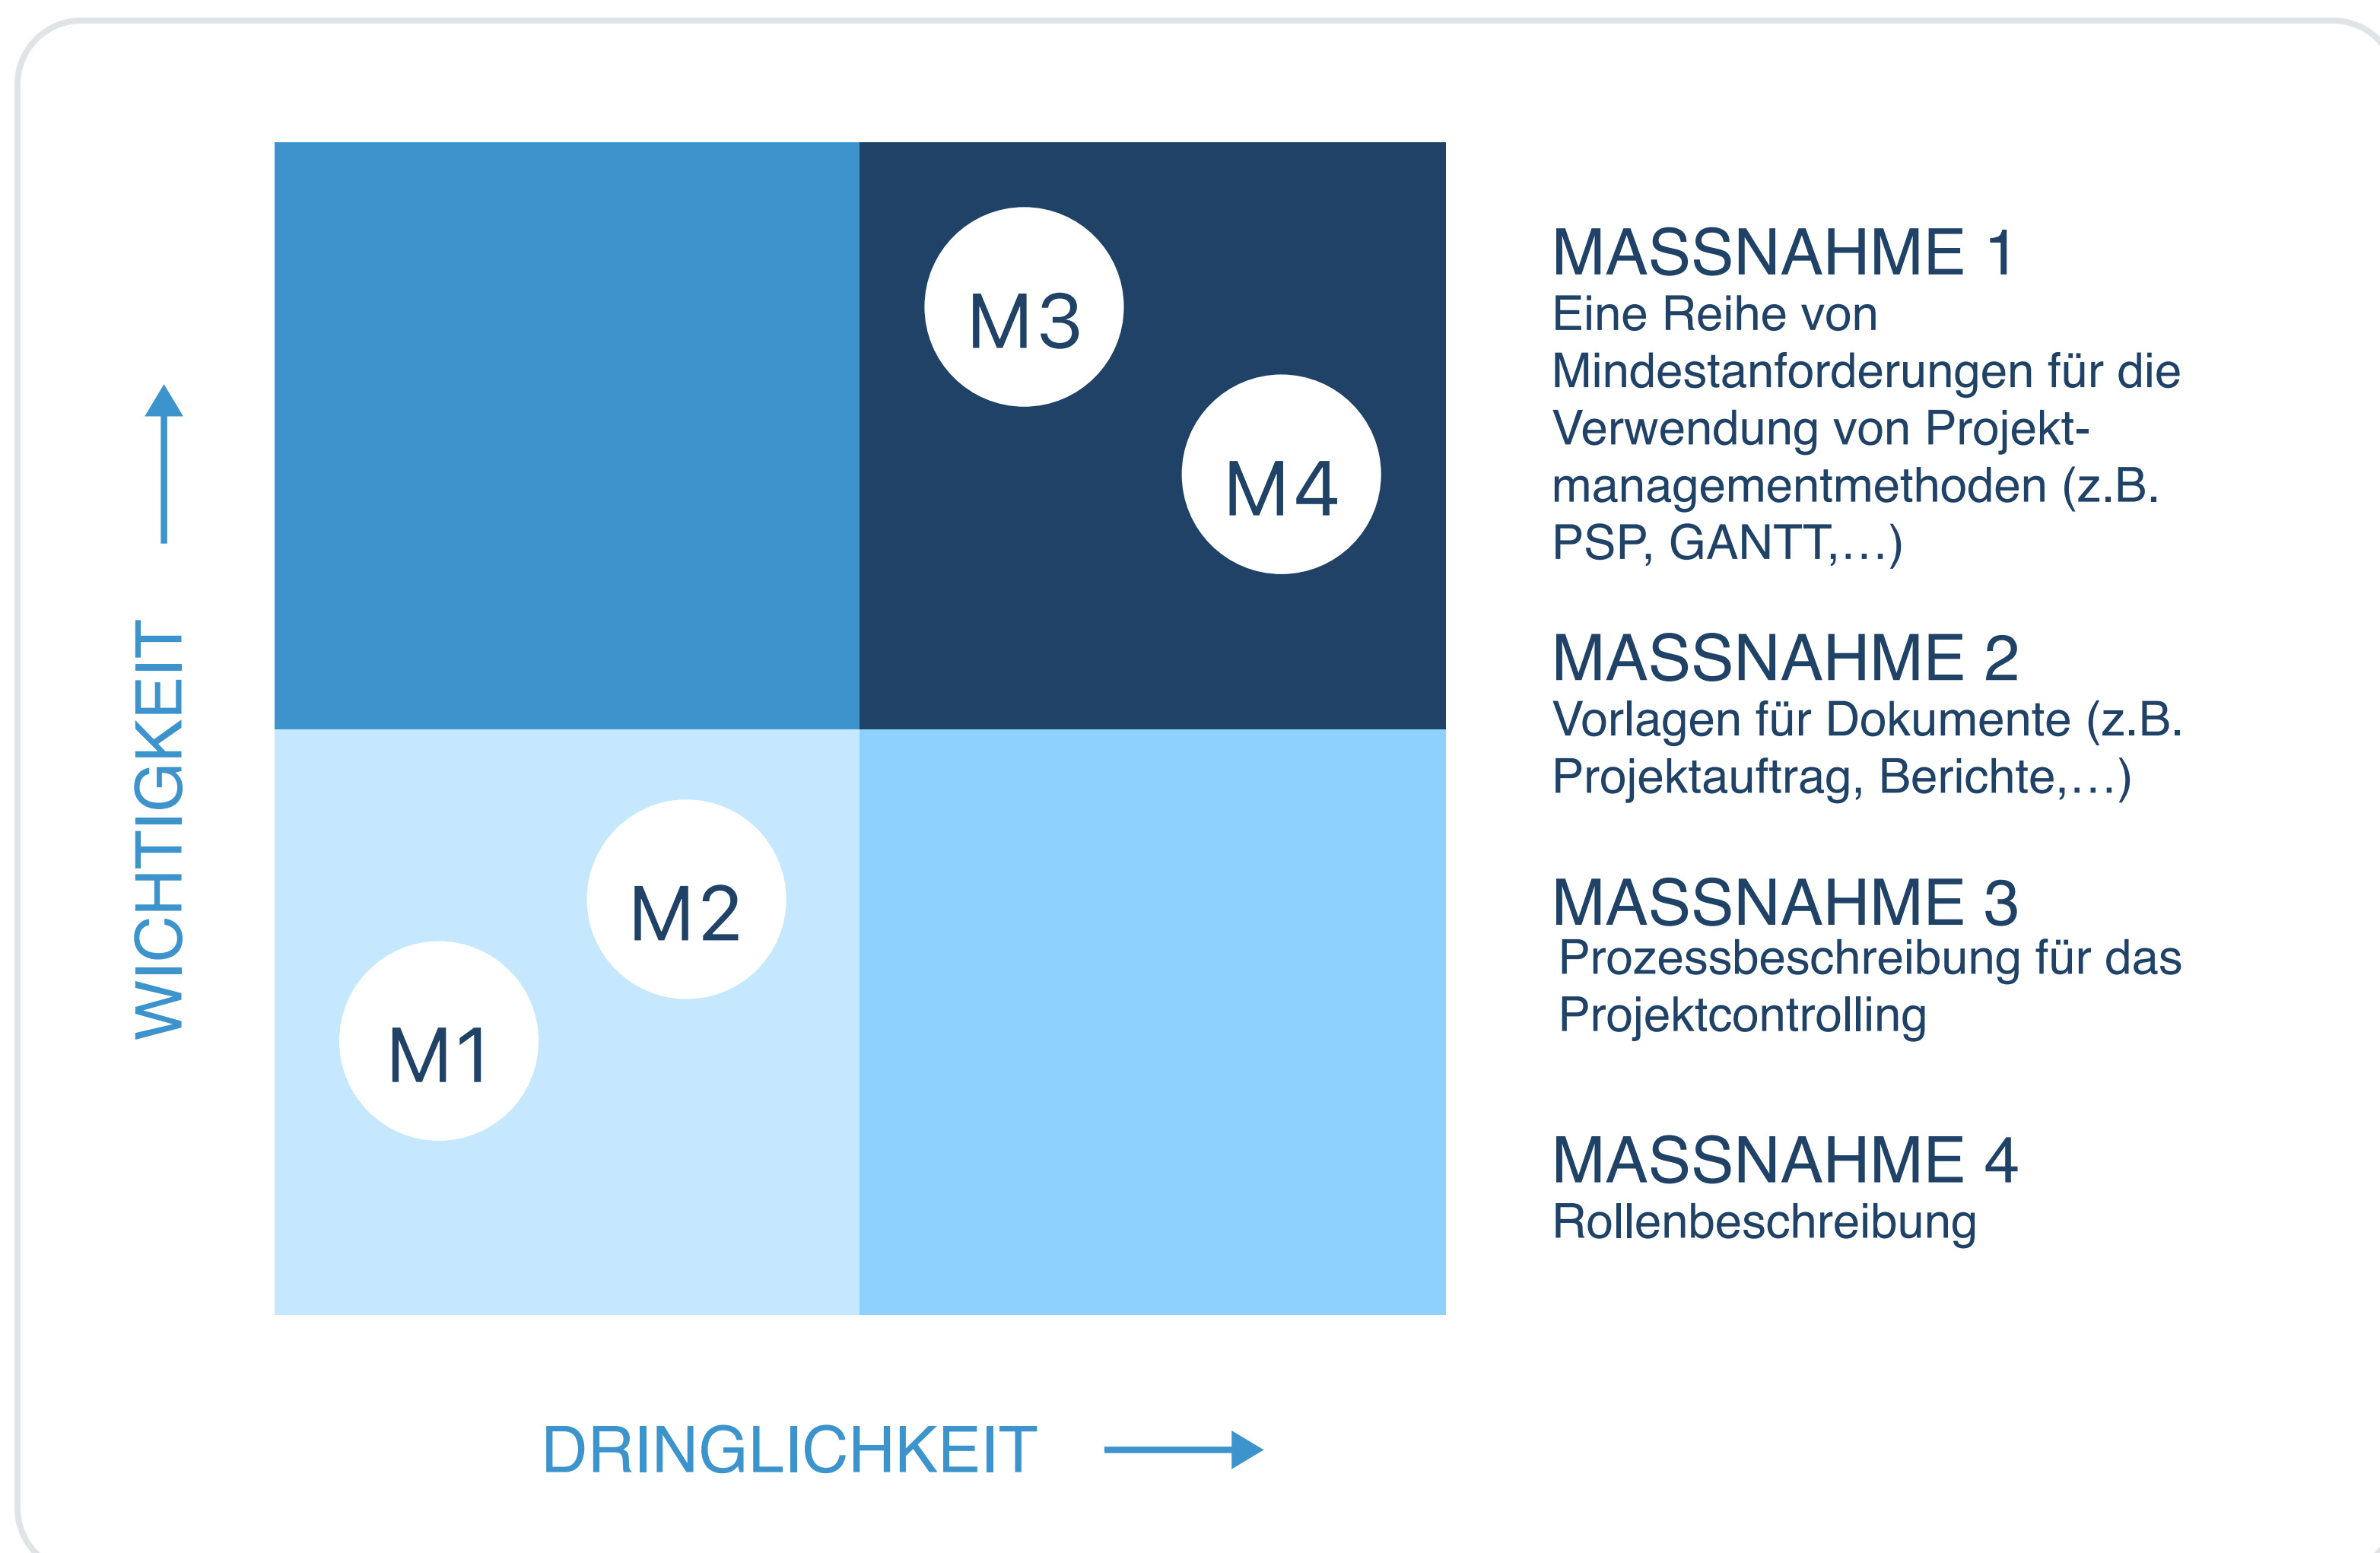 M3
M4
M2
M1
WICHTIGKEIT
DRINGLICHKEIT
MASSNAHME 1
Eine Reihe von
Mindestanforderungen für die
Verwendung von Projekt-
managementmethoden (z.B.
PSP, GANTT,...)
MASSNAHME 2
Vorlagen für Dokumente (z.B.
Projektauftrag, Berichte,...)
MASSNAHME 3
Prozessbeschreibung für das
Projektcontrolling
MASSNAHME 4
Rollenbeschreibung